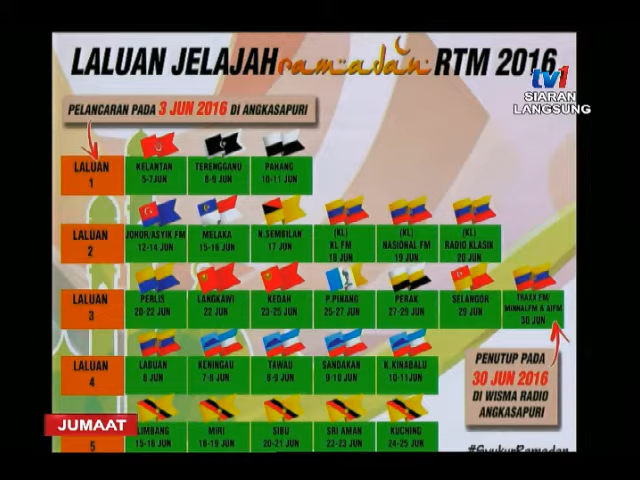 LALUAN JELAJAH ramadan RTM 2016
tv1
SIARAN
LANGSUNG
PELANCARAN PADA 3 JUN 2016 DI ANGKASAPURI
LALUAN
1
KELANTAN
5-7 JUN
TERENGGANU
8-9 JUN
PAHANG
10-11 JUN
LALUAN
2
JOHOR/ASYIK FM
12-14 JUN
MELAKA
15-16 JUN
N.SEMBILAN
17 JUN
(KL)
KL FM
18 JUN
(KL)
NASIONAL FM
19 JUN
(KL)
RADIO KLASIK
20 JUN
LALUAN
3
PERLIS
20-22 JUN
LANGKAWI
22 JUN
KEDAH
23-25 JUN
P.PINANG
25-27 JUN
PERAK
27-29 JUN
SELANGOR
29 JUN
TRAXX FM/
MINNALFM & AIFM
30 JUN
LALUAN
4
LABUAN
6 JUN
KENINGAU
7-8 JUN
TAWAU
8-9 JUN
SANDAKAN
9-10 JUN
K.KINABALU
10-11 JUN
PENUTUP PADA
30 JUN 2016
DI WISMA RADIO
ANGKASAPURI
5
LIMBANG
15-16 JUN
MIRI
18-19 JUN
SIBU
20-21 JUN
SRI AMAN
22-23 JUN
KUCHING
24-25 JUN
JUMAAT
#SyukurRamadan